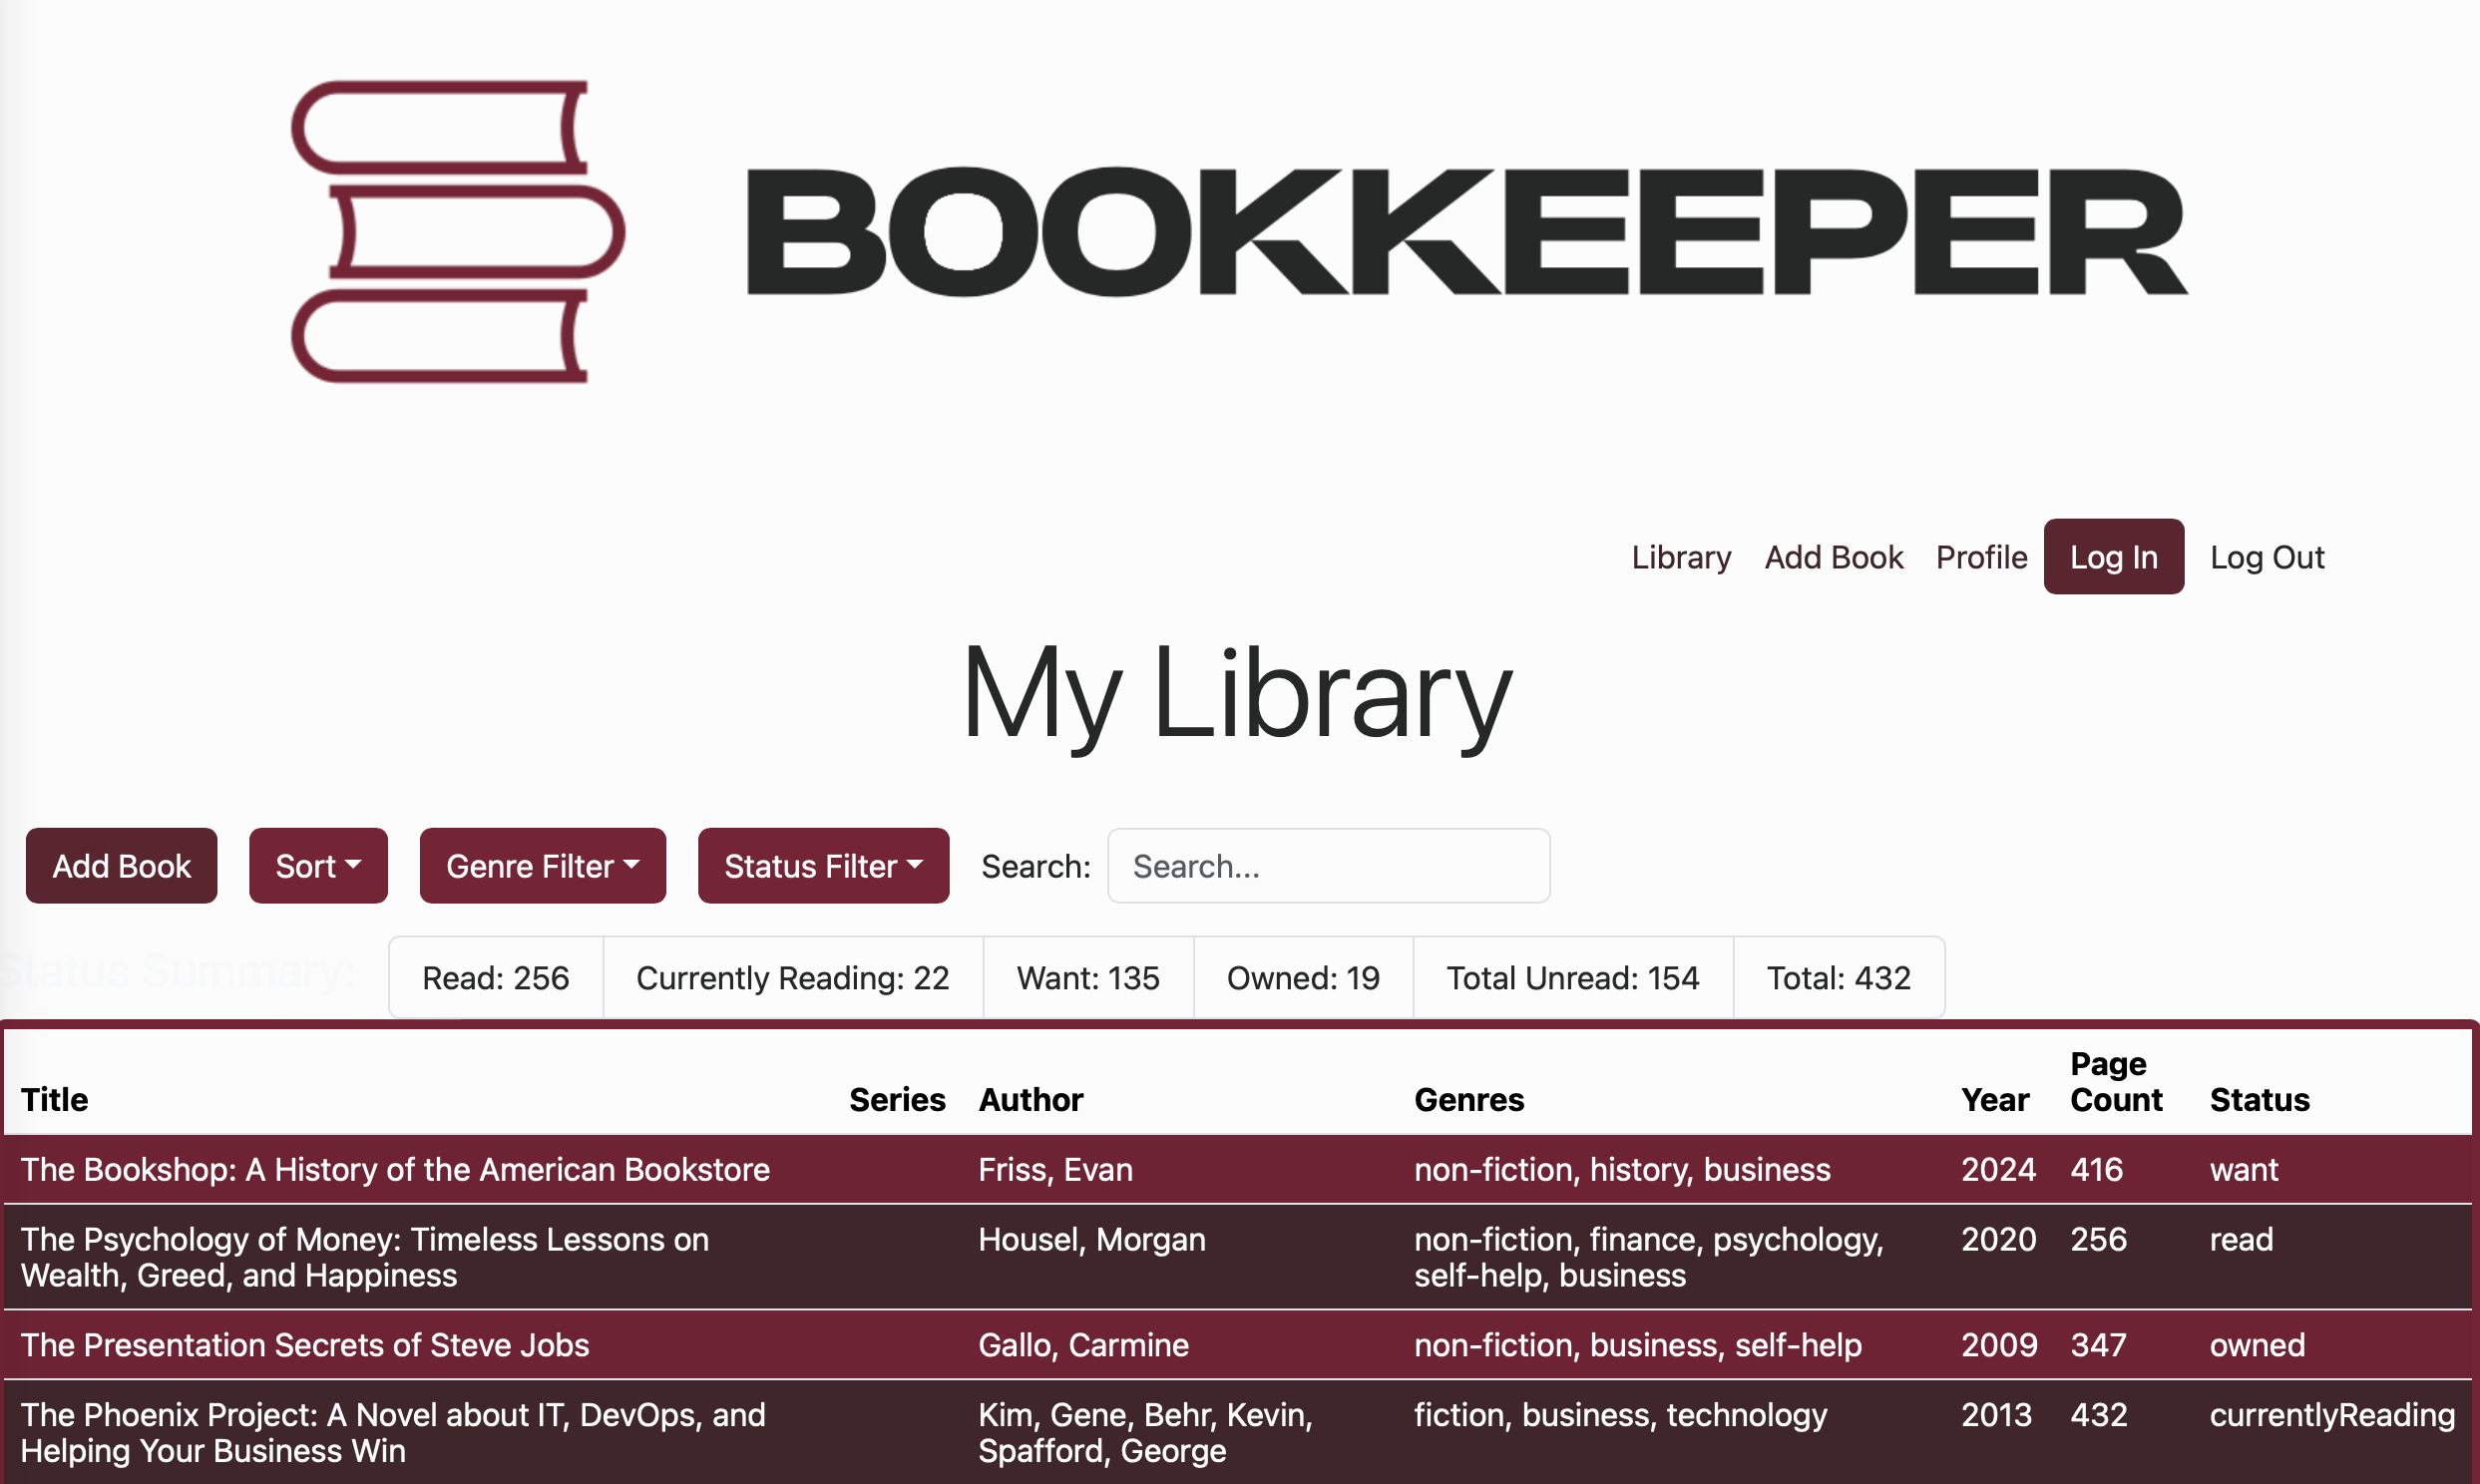 BOOKKEEPER
Library Add Book Profile Log In Log Out
My Library
Add Book Sort Genre Filter Status Filter Search: Search...
Status Summary: Read: 256 Currently Reading: 22 Want: 135 Owned: 19 Total Unread: 154 Total: 432
Title Series Author Genres Year Page Count Status
The Bookshop: A History of the American Bookstore Friss, Evan non-fiction, history, business 2024 416 want
The Psychology of Money: Timeless Lessons on Housel, Morgan non-fiction, finance, psychology, 2020 256 read
Wealth, Greed, and Happiness self-help, business
The Presentation Secrets of Steve Jobs Gallo, Carmine non-fiction, business, self-help 2009 347 owned
The Phoenix Project: A Novel about IT, DevOps, and Kim, Gene, Behr, Kevin, fiction, business, technology 2013 432 currentlyReading
Helping Your Business Win Spafford, George